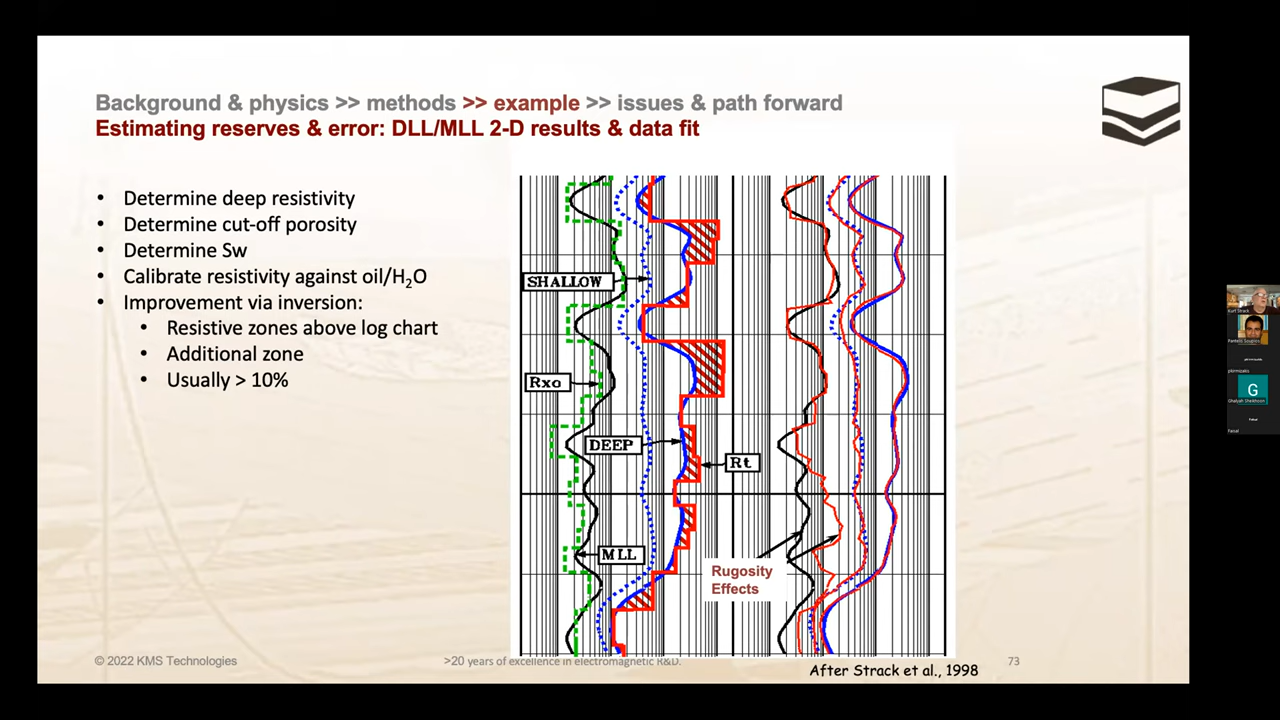 Background & physics >> methods >> example >> issues & path forward
Estimating reserves & error: DLL/MLL 2-D results & data fit
• Determine deep resistivity
• Determine cut-off porosity
• Determine Sw
• Calibrate resistivity against oil/H₂O
• Improvement via inversion:
• Resistive zones above log chart
• Additional zone
• Usually > 10%
SHALLOW
Rxo
DEEP
Rt
MLL
Rugosity
Effects
© 2022 KMS Technologies
>20 years of excellence in electromagnetic R&D.
73
After Strack et al., 1998
Kurt Strack
G